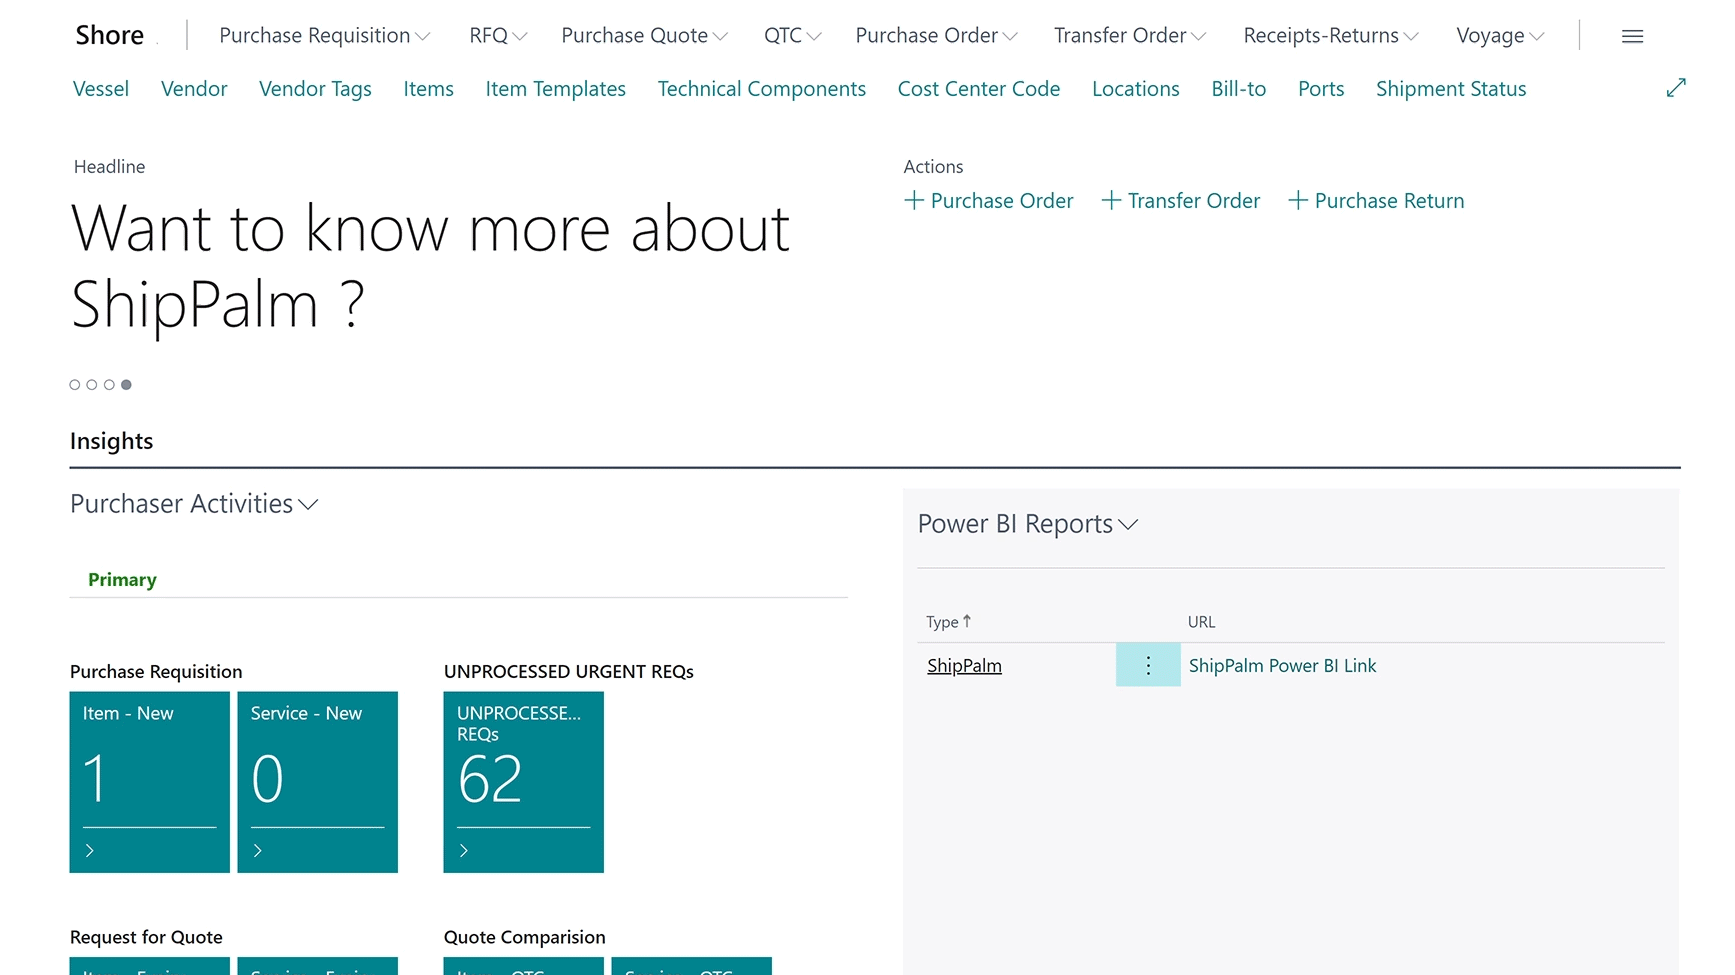 Shore
Purchase Requisition RFQ Purchase Quote QTC Purchase Order Transfer Order Receipts-Returns Voyage
Vessel Vendor Vendor Tags Items Item Templates Technical Components Cost Center Code Locations Bill-to Ports Shipment Status
Headline
Want to know more about
ShipPalm ?
Actions
+ Purchase Order + Transfer Order + Purchase Return
Insights
Purchaser Activities
Primary
Purchase Requisition
Item - New
1
Service - New
0
UNPROCESSED URGENT REQs
UNPROCESSE...
REQs
62
Request for Quote
Quote Comparision
Power BI Reports
Type ↑ URL
ShipPalm ShipPalm Power BI Link